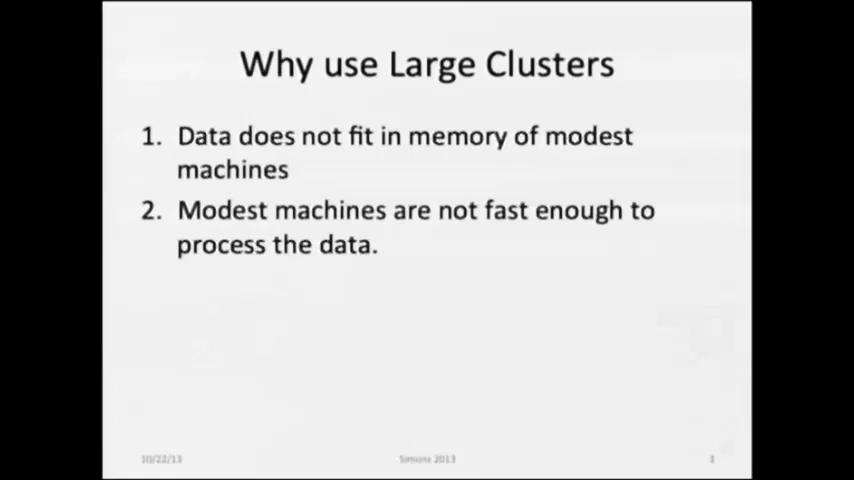 Why use Large Clusters
1. Data does not fit in memory of modest
machines
2. Modest machines are not fast enough to
process the data.
10/22/13
Simons 2013